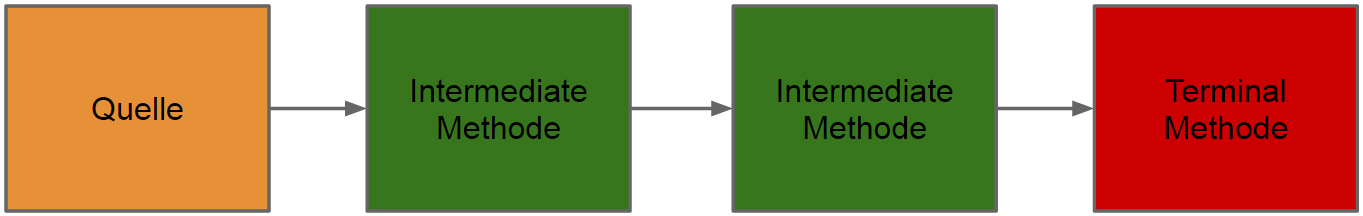 Quelle
Intermediate
Methode
Intermediate
Methode
Terminal
Methode